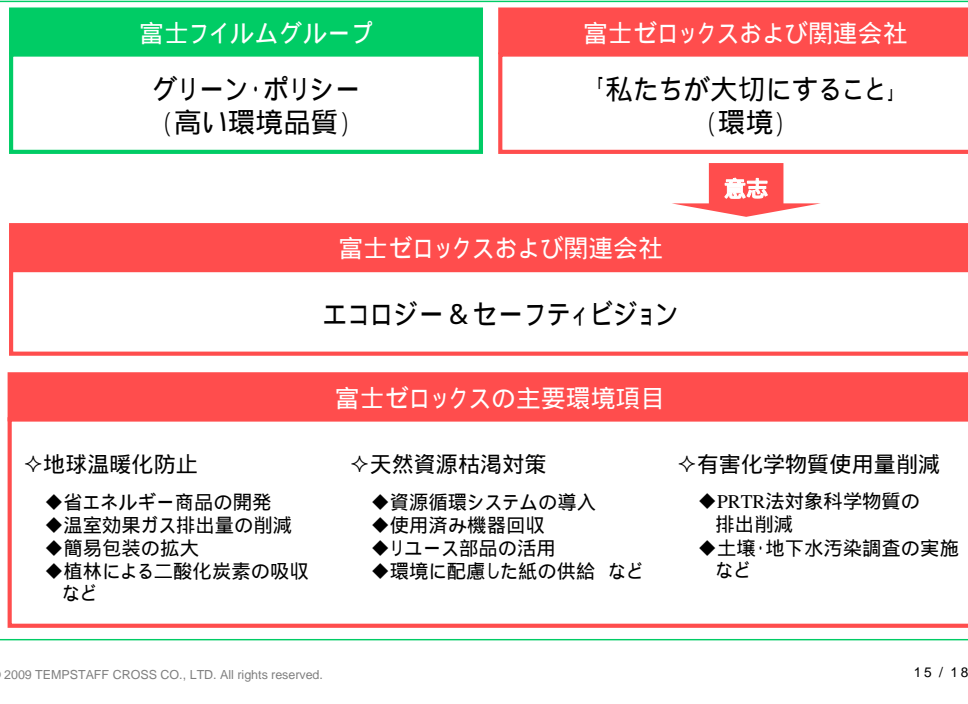 富士フイルムグループ
グリーン・ポリシー
(高い環境品質)
富士ゼロックスおよび関連会社
「私たちが大切にすること」
(環境)
意志
富士ゼロックスおよび関連会社
エコロジー & セーフティビジョン
富士ゼロックスの主要環境項目
✧地球温暖化防止
◆省エネルギー商品の開発
◆温室効果ガス排出量の削減
◆簡易包装の拡大
◆植林による二酸化炭素の吸収
など
✧天然資源枯渇対策
◆資源循環システムの導入
◆使用済み機器回収
◆リユース部品の活用
◆環境に配慮した紙の供給 など
✧有害化学物質使用量削減
◆PRTR法対象科学物質の
排出削減
◆土壌・地下水汚染調査の実施
など
© 2009 TEMPSTAFF CROSS CO., LTD. All rights reserved.
15 / 18